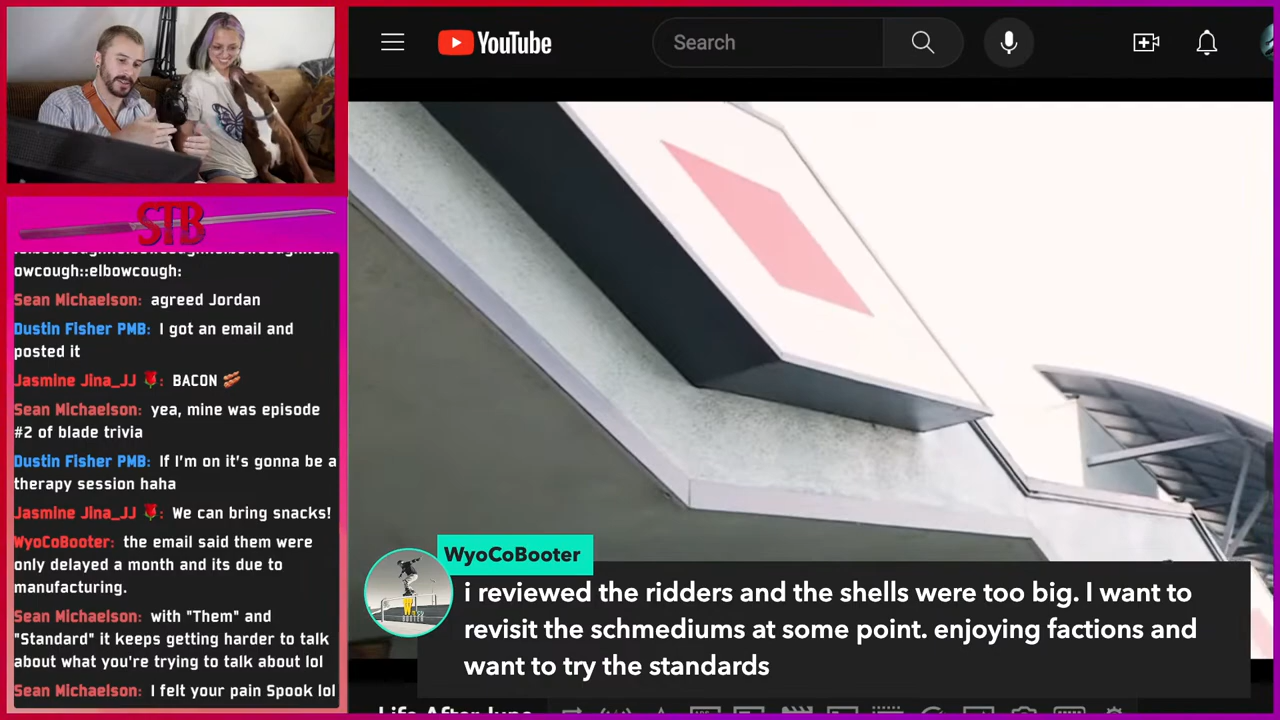 YouTube
Search
STB
owcough::elbowcough:
Sean Michaelson: agreed Jordan
Dustin Fisher PMB: I got an email and
posted it
Jasmine Jina_JJ 🌹: BACON 🥓
Sean Michaelson: yea, mine was episode
#2 of blade trivia
Dustin Fisher PMB: If I'm on it's gonna be a
therapy session haha
Jasmine Jina_JJ 🌹: We can bring snacks!
WyoCoBooter: the email said them were
only delayed a month and its due to
manufacturing.
Sean Michaelson: with "Them" and
"Standard" it keeps getting harder to talk
about what you're trying to talk about lol
Sean Michaelson: I felt your pain Spook lol
WyoCoBooter
i reviewed the ridders and the shells were too big. I want to
revisit the schmediums at some point. enjoying factions and
want to try the standards
Life After June